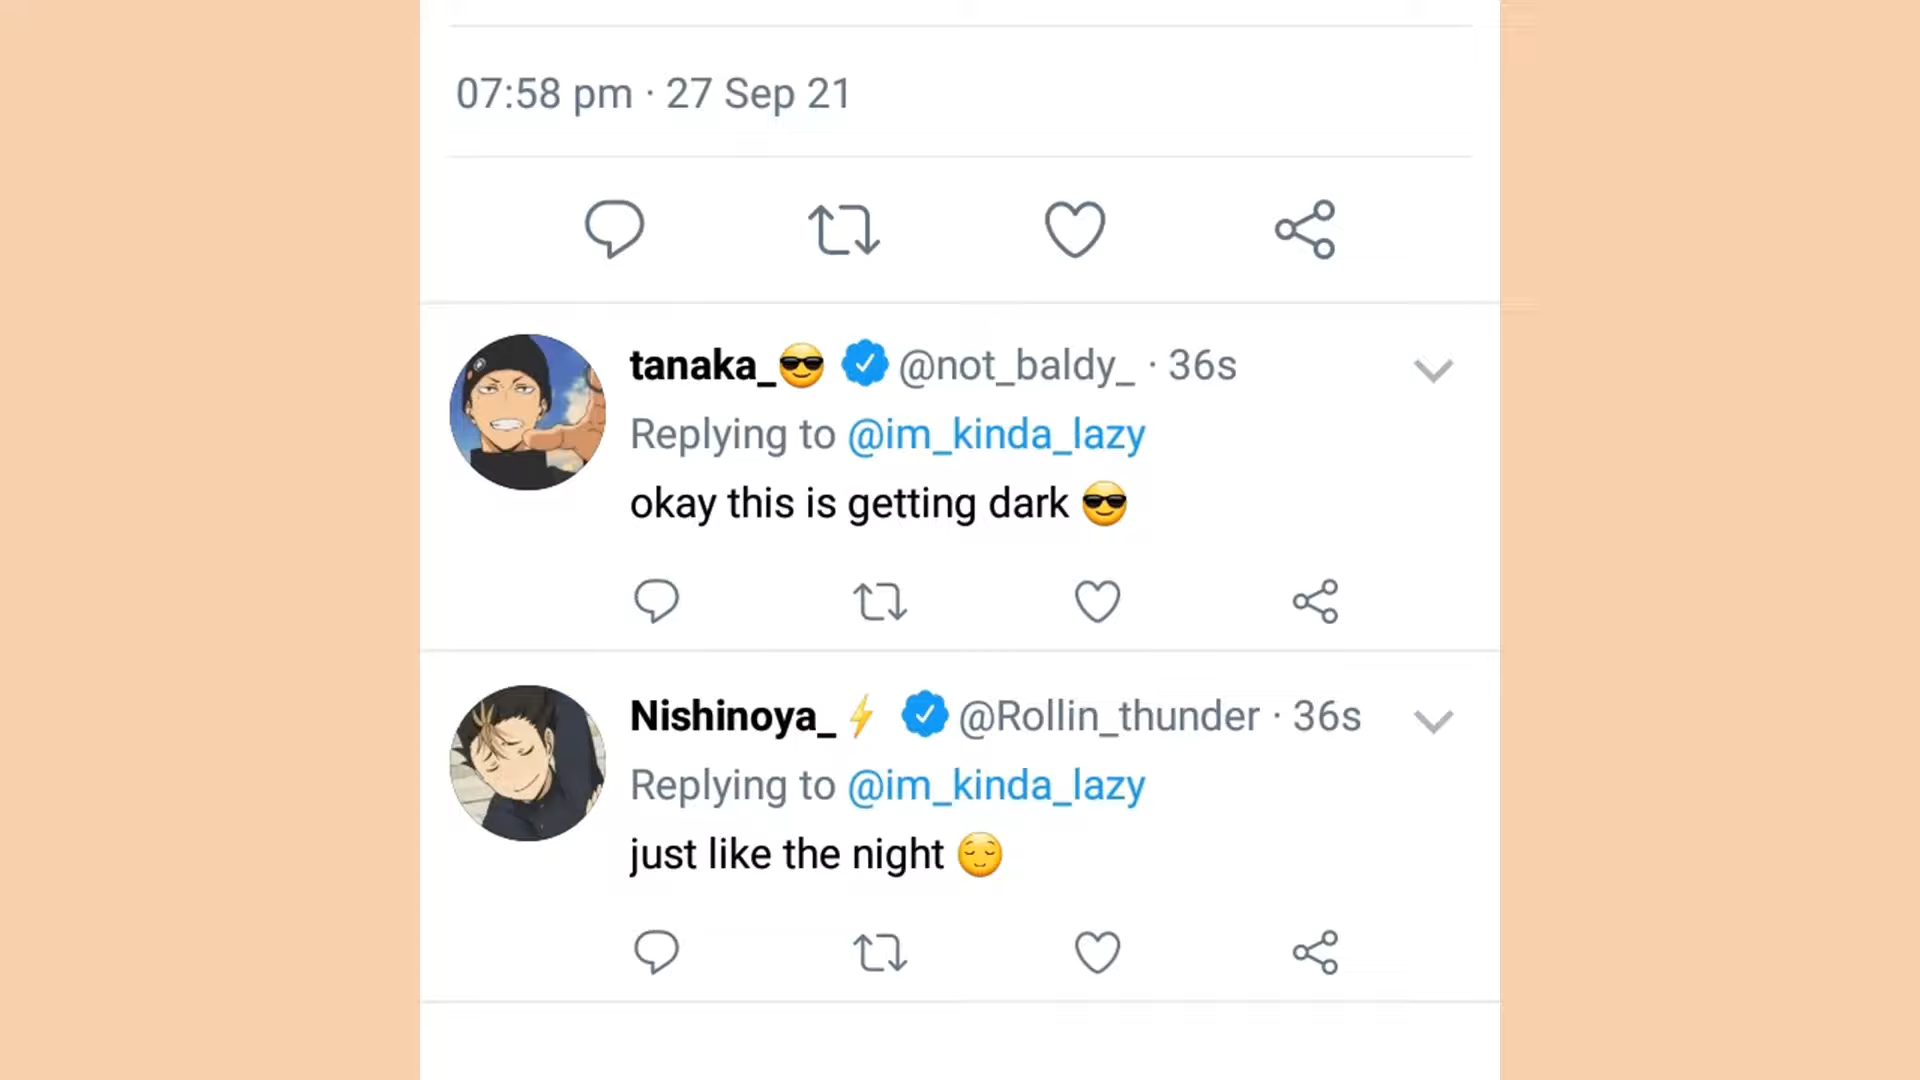 07:58 pm · 27 Sep 21
tanaka_😎 @not_baldy_ · 36s
Replying to @im_kinda_lazy
okay this is getting dark 😎
Nishinoya_⚡ @Rollin_thunder · 36s
Replying to @im_kinda_lazy
just like the night 😌